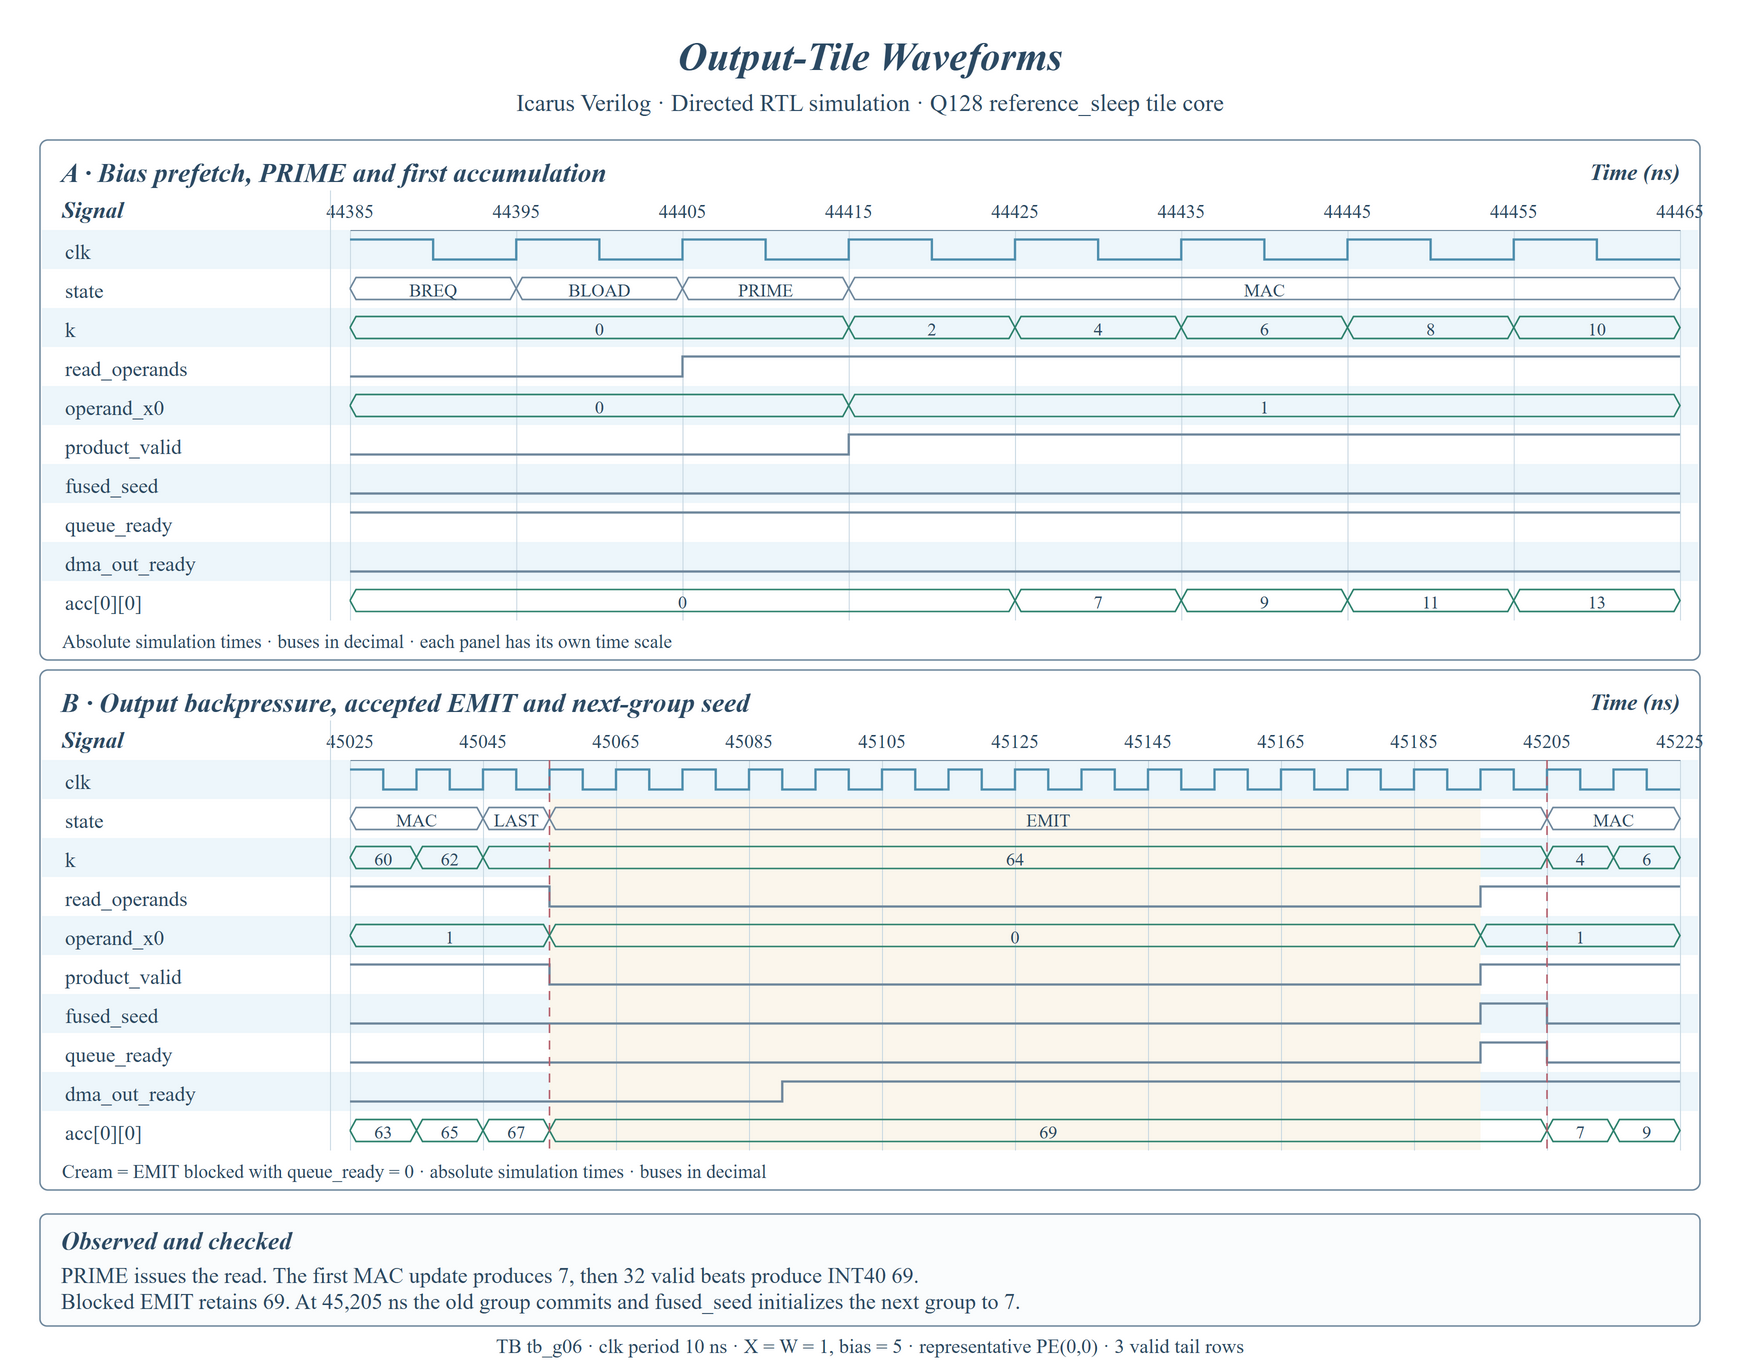 Output-Tile Waveforms
Icarus Verilog · Directed RTL simulation · Q128 reference_sleep tile core
A · Bias prefetch, PRIME and first accumulation
Time (ns)
Signal 44385 44395 44405 44415 44425 44435 44445 44455 44465
clk
state BREQ BLOAD PRIME MAC
k 0 2 4 6 8 10
read_operands
operand_x0 0 1
product_valid
fused_seed
queue_ready
dma_out_ready
acc[0][0] 0 7 9 11 13
Absolute simulation times · buses in decimal · each panel has its own time scale
B · Output backpressure, accepted EMIT and next-group seed
Time (ns)
Signal 45025 45045 45065 45085 45105 45125 45145 45165 45185 45205 45225
clk
state MAC LAST EMIT MAC
k 60 62 64 4 6
read_operands
operand_x0 1 0 1
product_valid
fused_seed
queue_ready
dma_out_ready
acc[0][0] 63 65 67 69 7 9
Cream = EMIT blocked with queue_ready = 0 · absolute simulation times · buses in decimal
Observed and checked
PRIME issues the read. The first MAC update produces 7, then 32 valid beats produce INT40 69.
Blocked EMIT retains 69. At 45,205 ns the old group commits and fused_seed initializes the next group to 7.
TB tb_g06 · clk period 10 ns · X = W = 1, bias = 5 · representative PE(0,0) · 3 valid tail rows